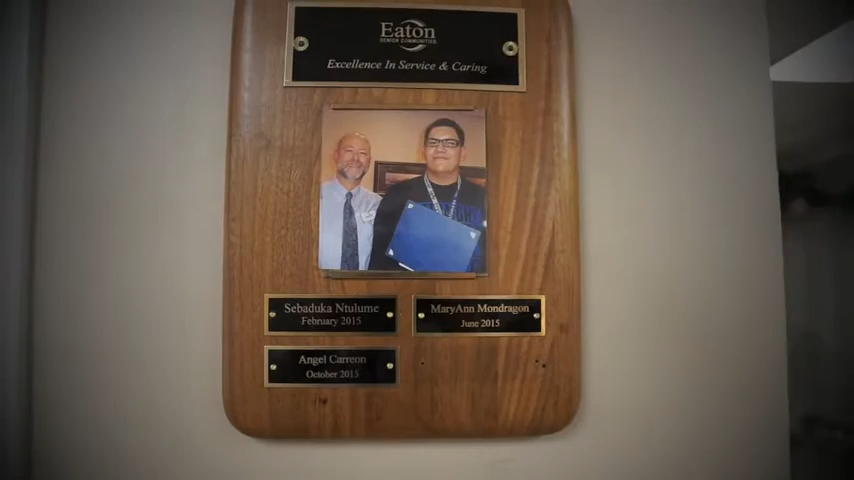 Eaton
SENIOR COMMUNITIES
Excellence In Service & Caring
Sebaduka Ntulume
February 2015
MaryAnn Mondragon
June 2015
Angel Carreon
October 2015